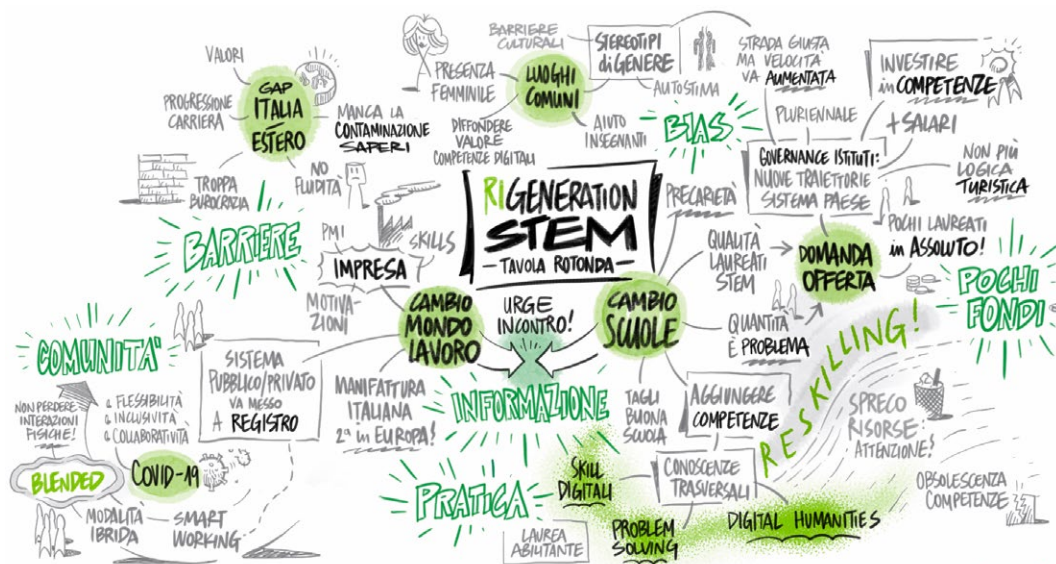 VALORI
GAP
ITALIA
ESTERO
PROGRESSIONE
CARRIERA
MANCA LA
CONTAMINAZIONE
SAPERI
TROPPA
BUROCRAZIA
NO
FLUIDITÀ
BARRIERE
PRESENZA
FEMMINILE
LUOGHI
COMUNI
BARRIERE
CULTURALI
STEREOTIPI
di GENERE
AUTOSTIMA
DIFFONDERE
VALORE
COMPETENZE DIGITALI
AIUTO
INSEGNANTI
BIAS
STRADA GIUSTA
MA VELOCITÀ
VA AUMENTATA
INVESTIRE
in COMPETENZE
+ SALARI
PLURIENNALE
GOVERNANCE ISTITUTI:
NUOVE TRAIETTORIE
SISTEMA PAESE
NON PIÙ
LOGICA
TURISTICA
RIGENERATION
STEM
— TAVOLA ROTONDA —
PRECARIETÀ
QUALITÀ
LAUREATI
STEM
DOMANDA
OFFERTA
POCHI LAUREATI
in ASSOLUTO!
POCHI
FONDI
QUANTITÀ
È PROBLEMA
PMI
SKILLS
IMPRESA
MOTIVA-
ZIONI
CAMBIO
MONDO
LAVORO
URGE
INCONTRO!
CAMBIO
SCUOLE
COMUNITA'
SISTEMA
PUBBLICO/PRIVATO
VA MESSO
A REGISTRO
MANIFATTURA
ITALIANA
2ª in EUROPA!
INFORMAZIONE
TAGLI
BUONA
SCUOLA
AGGIUNGERE
COMPETENZE
RESKILLING!
SPRECO
RISORSE:
ATTENZIONE!
OBSOLESCENZA
COMPETENZE
NON PERDERE
INTERAZIONI
FISICHE!
& FLESSIBILITÀ
& INCLUSIVITÀ
& COLLABORATIVITÀ
BLENDED
COVID-19
MODALITÀ
IBRIDA
SMART
WORKING
PRATICA
SKILL
DIGITALI
CONOSCENZE
TRASVERSALI
LAUREA
ABILITANTE
PROBLEM
SOLVING
DIGITAL HUMANITIES